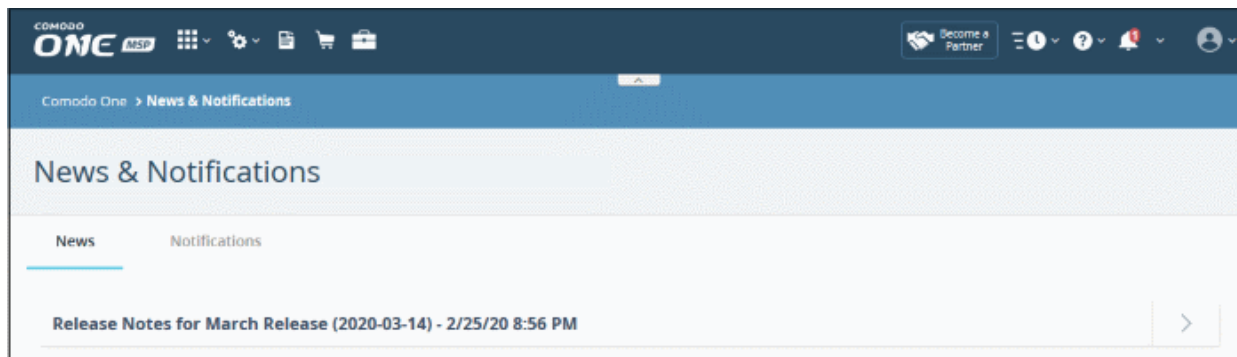 COMODO
ONE MSP
Become a
Partner
Comodo One > News & Notifications
News & Notifications
News Notifications
Release Notes for March Release (2020-03-14) - 2/25/20 8:56 PM